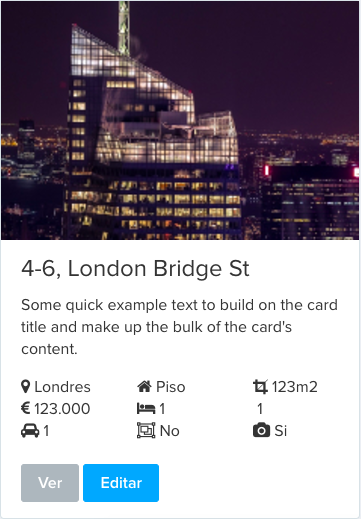 4-6, London Bridge St
Some quick example text to build on the card
title and make up the bulk of the card's
content.
Londres Piso 123m2
€ 123.000 1 1
1 No Si
Ver Editar